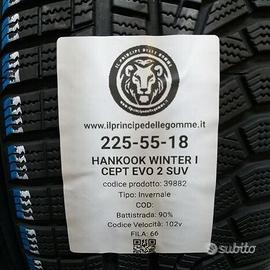 IL PRINCIPE DELLE GOMME
www.ilprincipedellegomme.it
225-55-18
HANKOOK WINTER I
CEPT EVO 2 SUV
codice prodotto: 39882
Tipo: Invernale
COD:
Battistrada: 90%
Codice Velocità: 102v
FILA: 66
subito